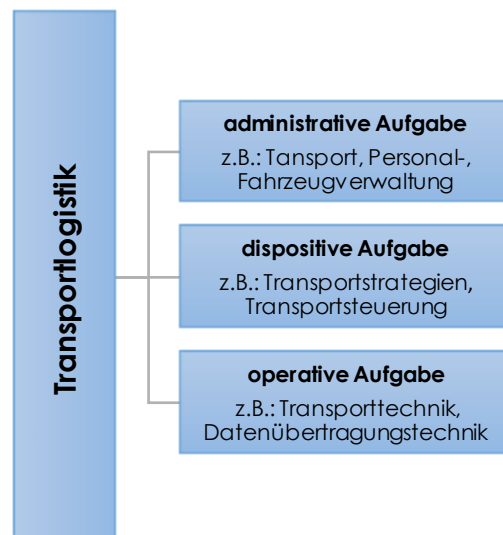 Transportlogistik
administrative Aufgabe
z.B.: Tansport, Personal-,
Fahrzeugverwaltung
dispositive Aufgabe
z.B.: Transportstrategien,
Transportsteuerung
operative Aufgabe
z.B.: Transporttechnik,
Datenübertragungstechnik